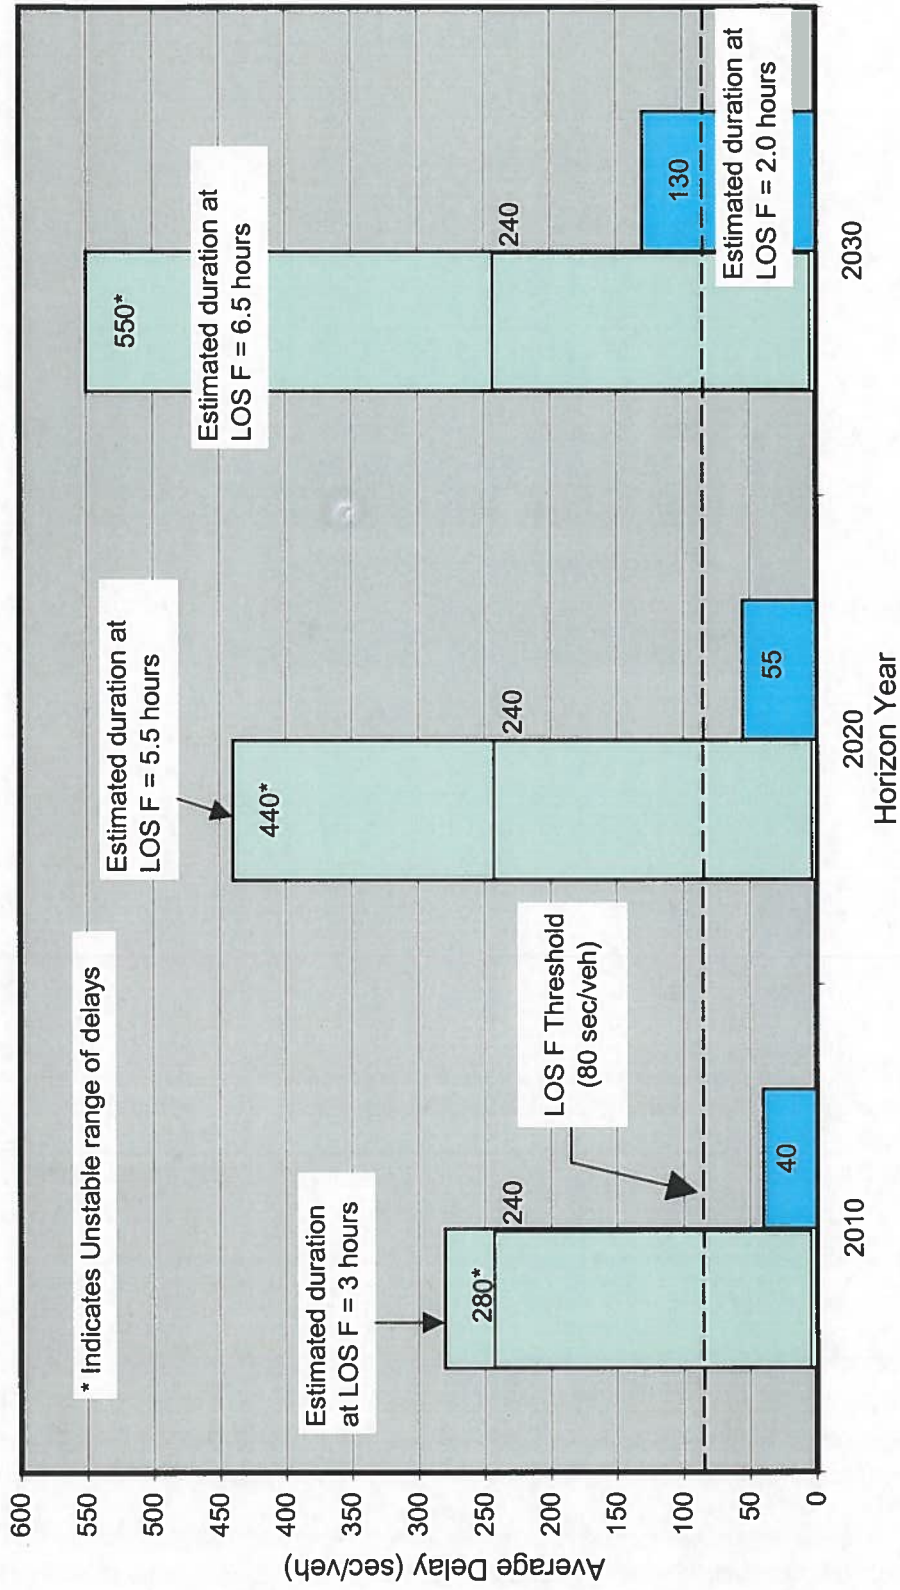 * Indicates Unstable range of delays
Estimated duration
at LOS F = 3 hours
Estimated duration at
LOS F = 5.5 hours
Estimated duration at
LOS F = 6.5 hours
LOS F Threshold
(80 sec/veh)
Estimated duration at
LOS F = 2.0 hours
280*
240
40
440*
240
55
550*
240
130
600
550
500
450
400
350
300
250
200
150
100
50
0
Average Delay (sec/veh)
2010
2020
2030
Horizon Year